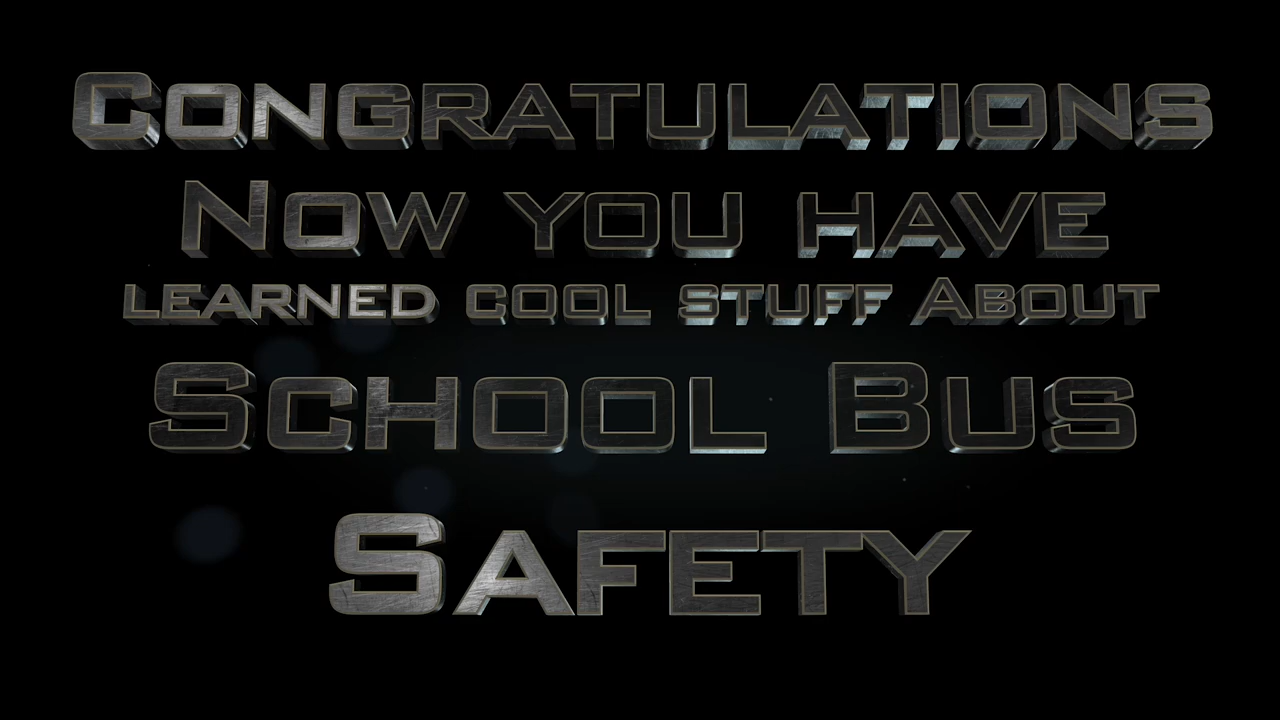 Congratulations
Now you have
learned cool stuff About
School Bus
Safety